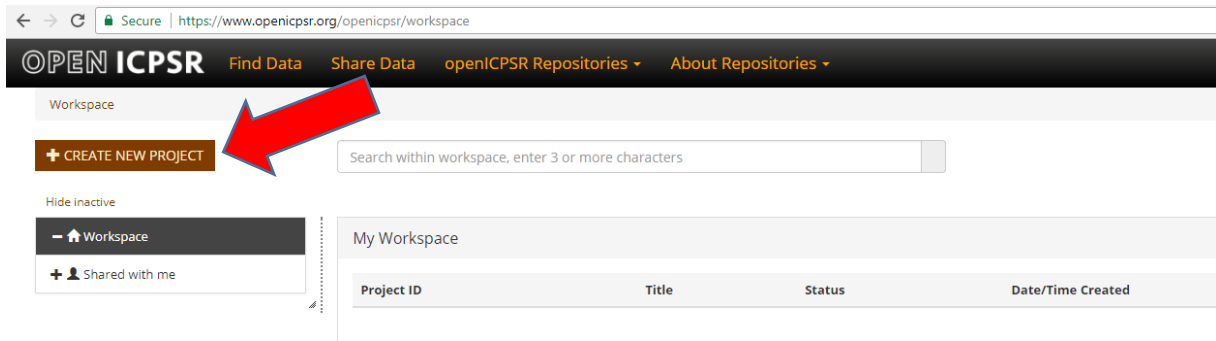 Secure | https://www.openicpsr.org/openicpsr/workspace
OPEN ICPSR Find Data Share Data openICPSR Repositories About Repositories
Workspace
+ CREATE NEW PROJECT Search within workspace, enter 3 or more characters
Hide inactive
Workspace
My Workspace
Shared with me
Project ID Title Status Date/Time Created